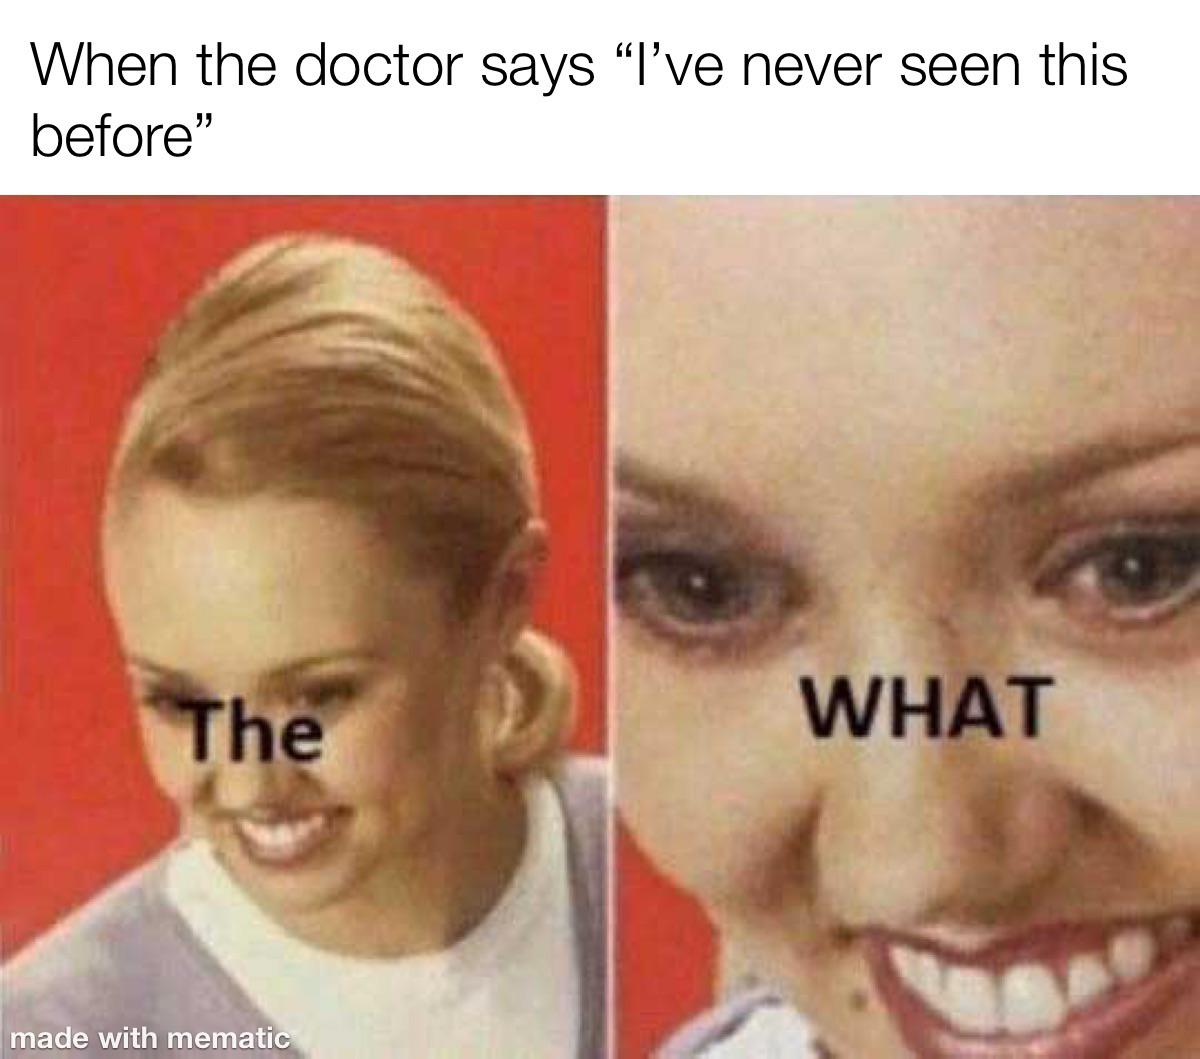 When the doctor says “I’ve never seen this
before”
The
WHAT
made with mematic